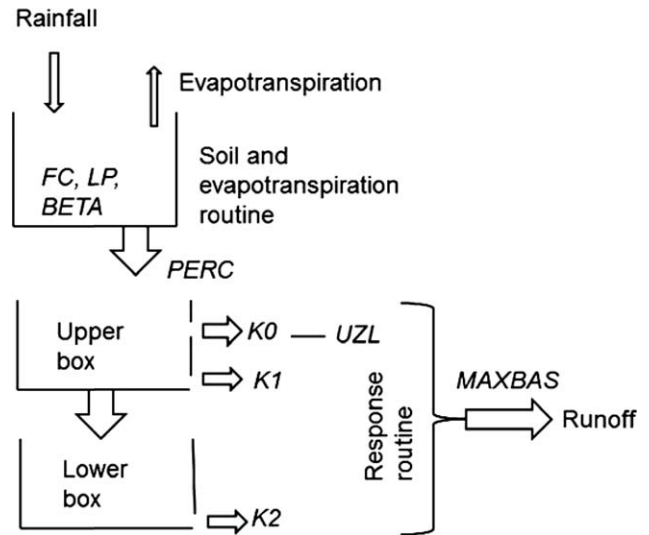 Rainfall
Evapotranspiration
FC, LP,
BETA
Soil and
evapotranspiration
routine
PERC
Upper
box
K0 — UZL
K1
Lower
box
K2
Response
routine
MAXBAS
Runoff